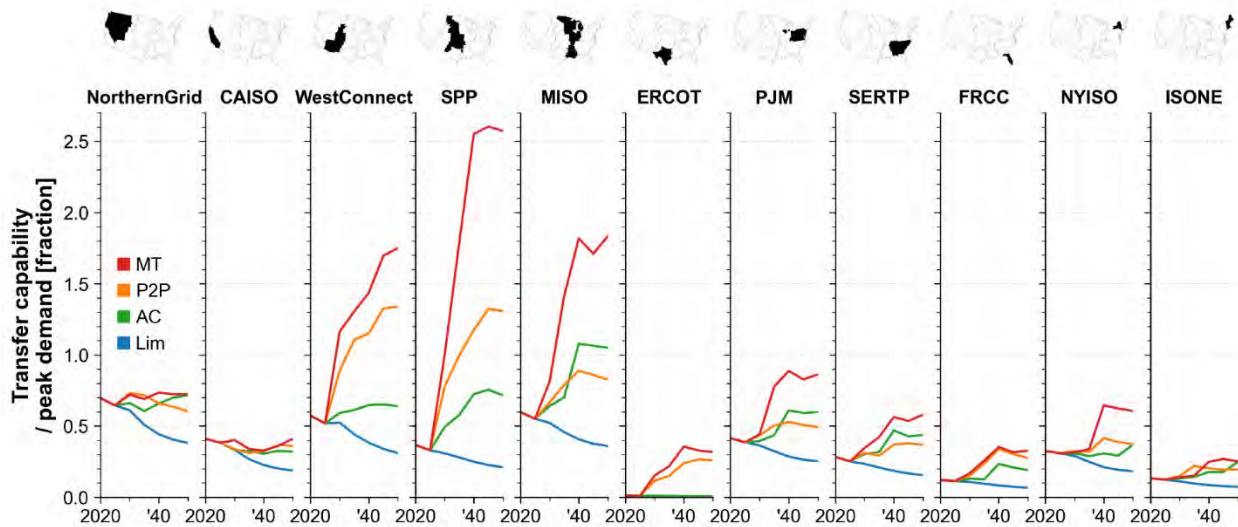 NorthernGrid CAISO WestConnect SPP MISO ERCOT PJM SERTP FRCC NYISO ISONE
Transfer capability
/ peak demand [fraction]
2.5
2.0
1.5
1.0
0.5
0.0
MT
P2P
AC
Lim
2020 40 2020 40 2020 40 2020 40 2020 40 2020 40 2020 40 2020 40 2020 40 2020 40 2020 40